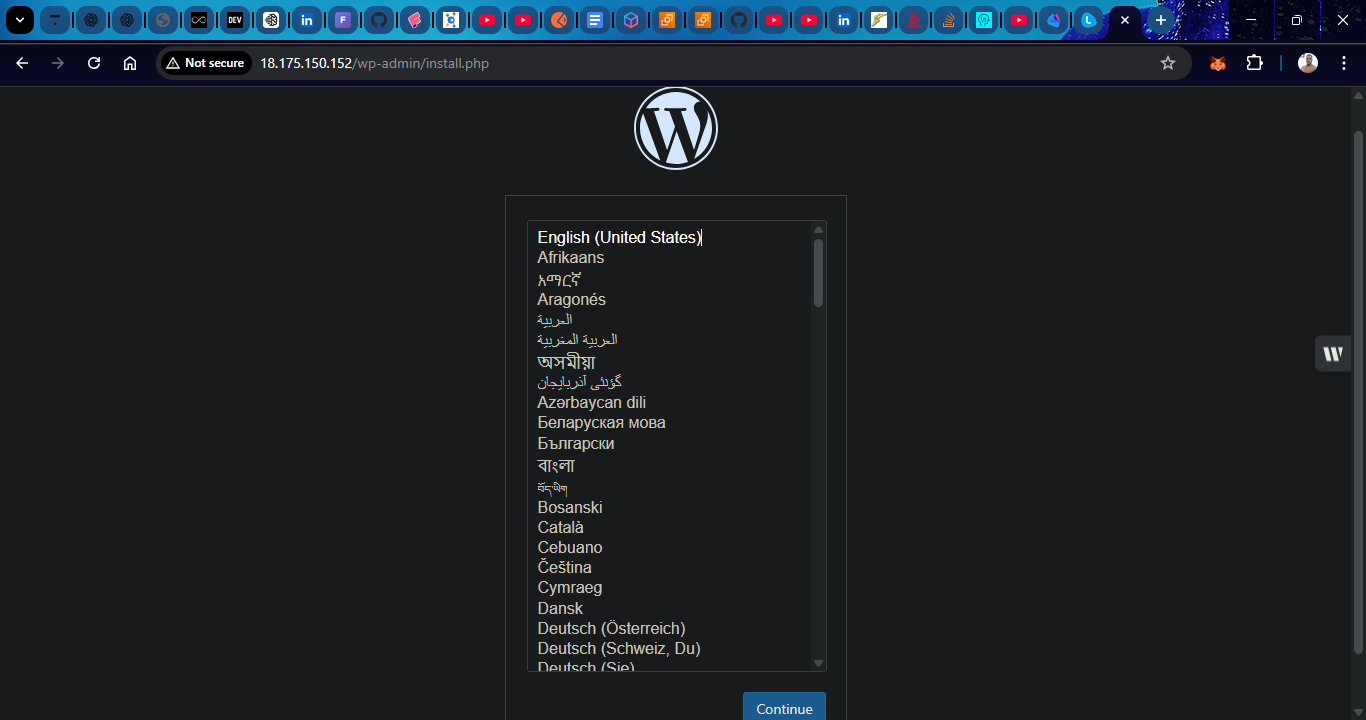 DEV
in
F
in
L
Not secure
18.175.150.152/wp-admin/install.php
W
English (United States)
Afrikaans
አማርኛ
Aragonés
العربية
العربية المغربية
অসমীয়া
گؤنئی آذربایجان
Azərbaycan dili
Беларуская мова
Български
বাংলা
བོད་ཡིག
Bosanski
Català
Cebuano
Čeština
Cymraeg
Dansk
Deutsch (Österreich)
Deutsch (Schweiz, Du)
Deutsch (Sie)
W
Continue